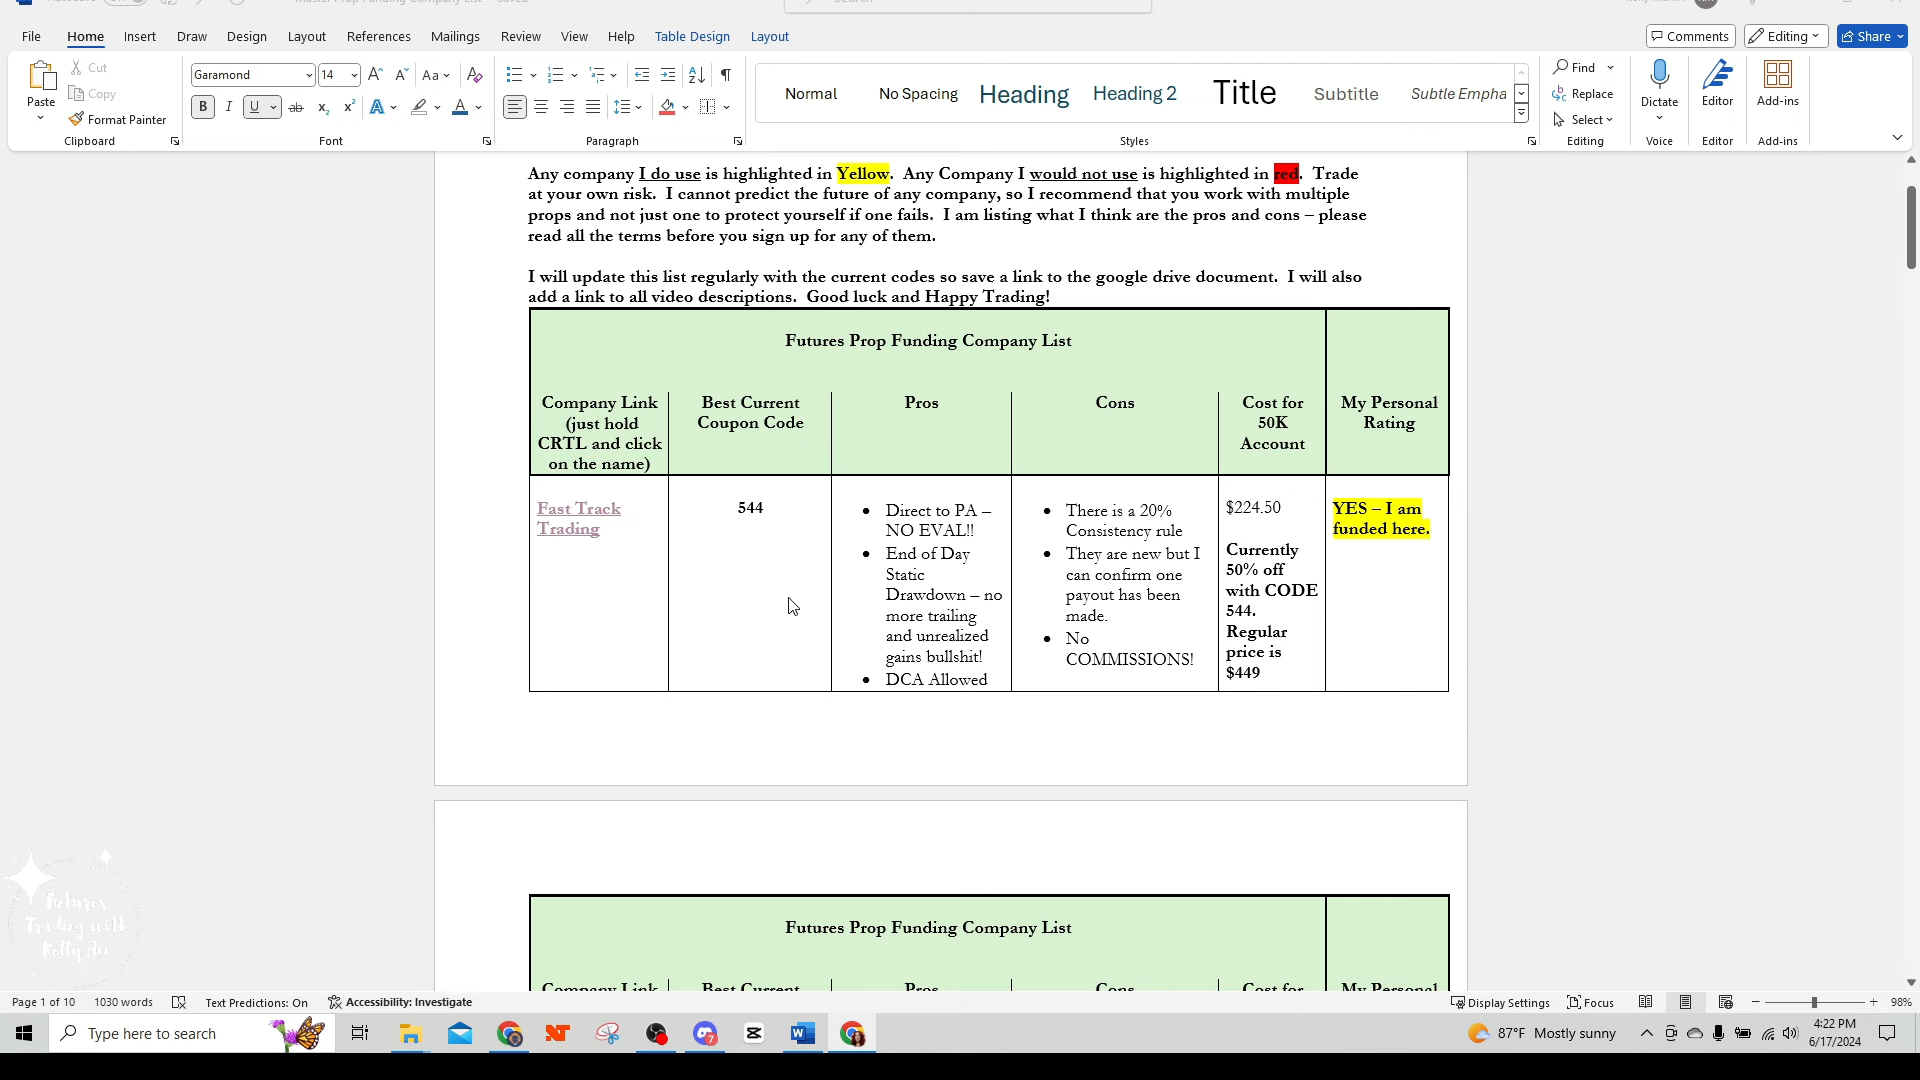 File Home Insert Draw Design Layout References Mailings Review View Help Table Design Layout
Comments Editing Share
Paste
Cut
Copy
Format Painter
Garamond 14
Normal No Spacing Heading Heading 2 Title Subtitle Subtle Empha
Find
Replace
Select
Dictate Editor Add-ins
Clipboard Font Paragraph Styles Editing Voice Editor Add-ins
Any company I do use is highlighted in Yellow. Any Company I would not use is highlighted in red. Trade
at your own risk. I cannot predict the future of any company, so I recommend that you work with multiple
props and not just one to protect yourself if one fails. I am listing what I think are the pros and cons – please
read all the terms before you sign up for any of them.
I will update this list regularly with the current codes so save a link to the google drive document. I will also
add a link to all video descriptions. Good luck and Happy Trading!
Futures Prop Funding Company List
Company Link
(just hold
CRTL and click
on the name)
Best Current
Coupon Code
Pros
Cons
Cost for
50K
Account
My Personal
Rating
Fast Track
Trading
544
• Direct to PA –
NO EVAL!!
• End of Day
Static
Drawdown – no
more trailing
and unrealized
gains bullshit!
• DCA Allowed
• There is a 20%
Consistency rule
• They are new but I
can confirm one
payout has been
made.
• No
COMMISSIONS!
$224.50
Currently
50% off
with CODE
544.
Regular
price is
$449
YES – I am
funded here.
Futures Prop Funding Company List
Company Link Best Current Pros Cons Cost for My Personal
Futures
Trading with
Page 1 of 10 1030 words Text Predictions: On Accessibility: Investigate
Display Settings Focus 98%
Type here to search
87°F Mostly sunny
4:22 PM
6/17/2024